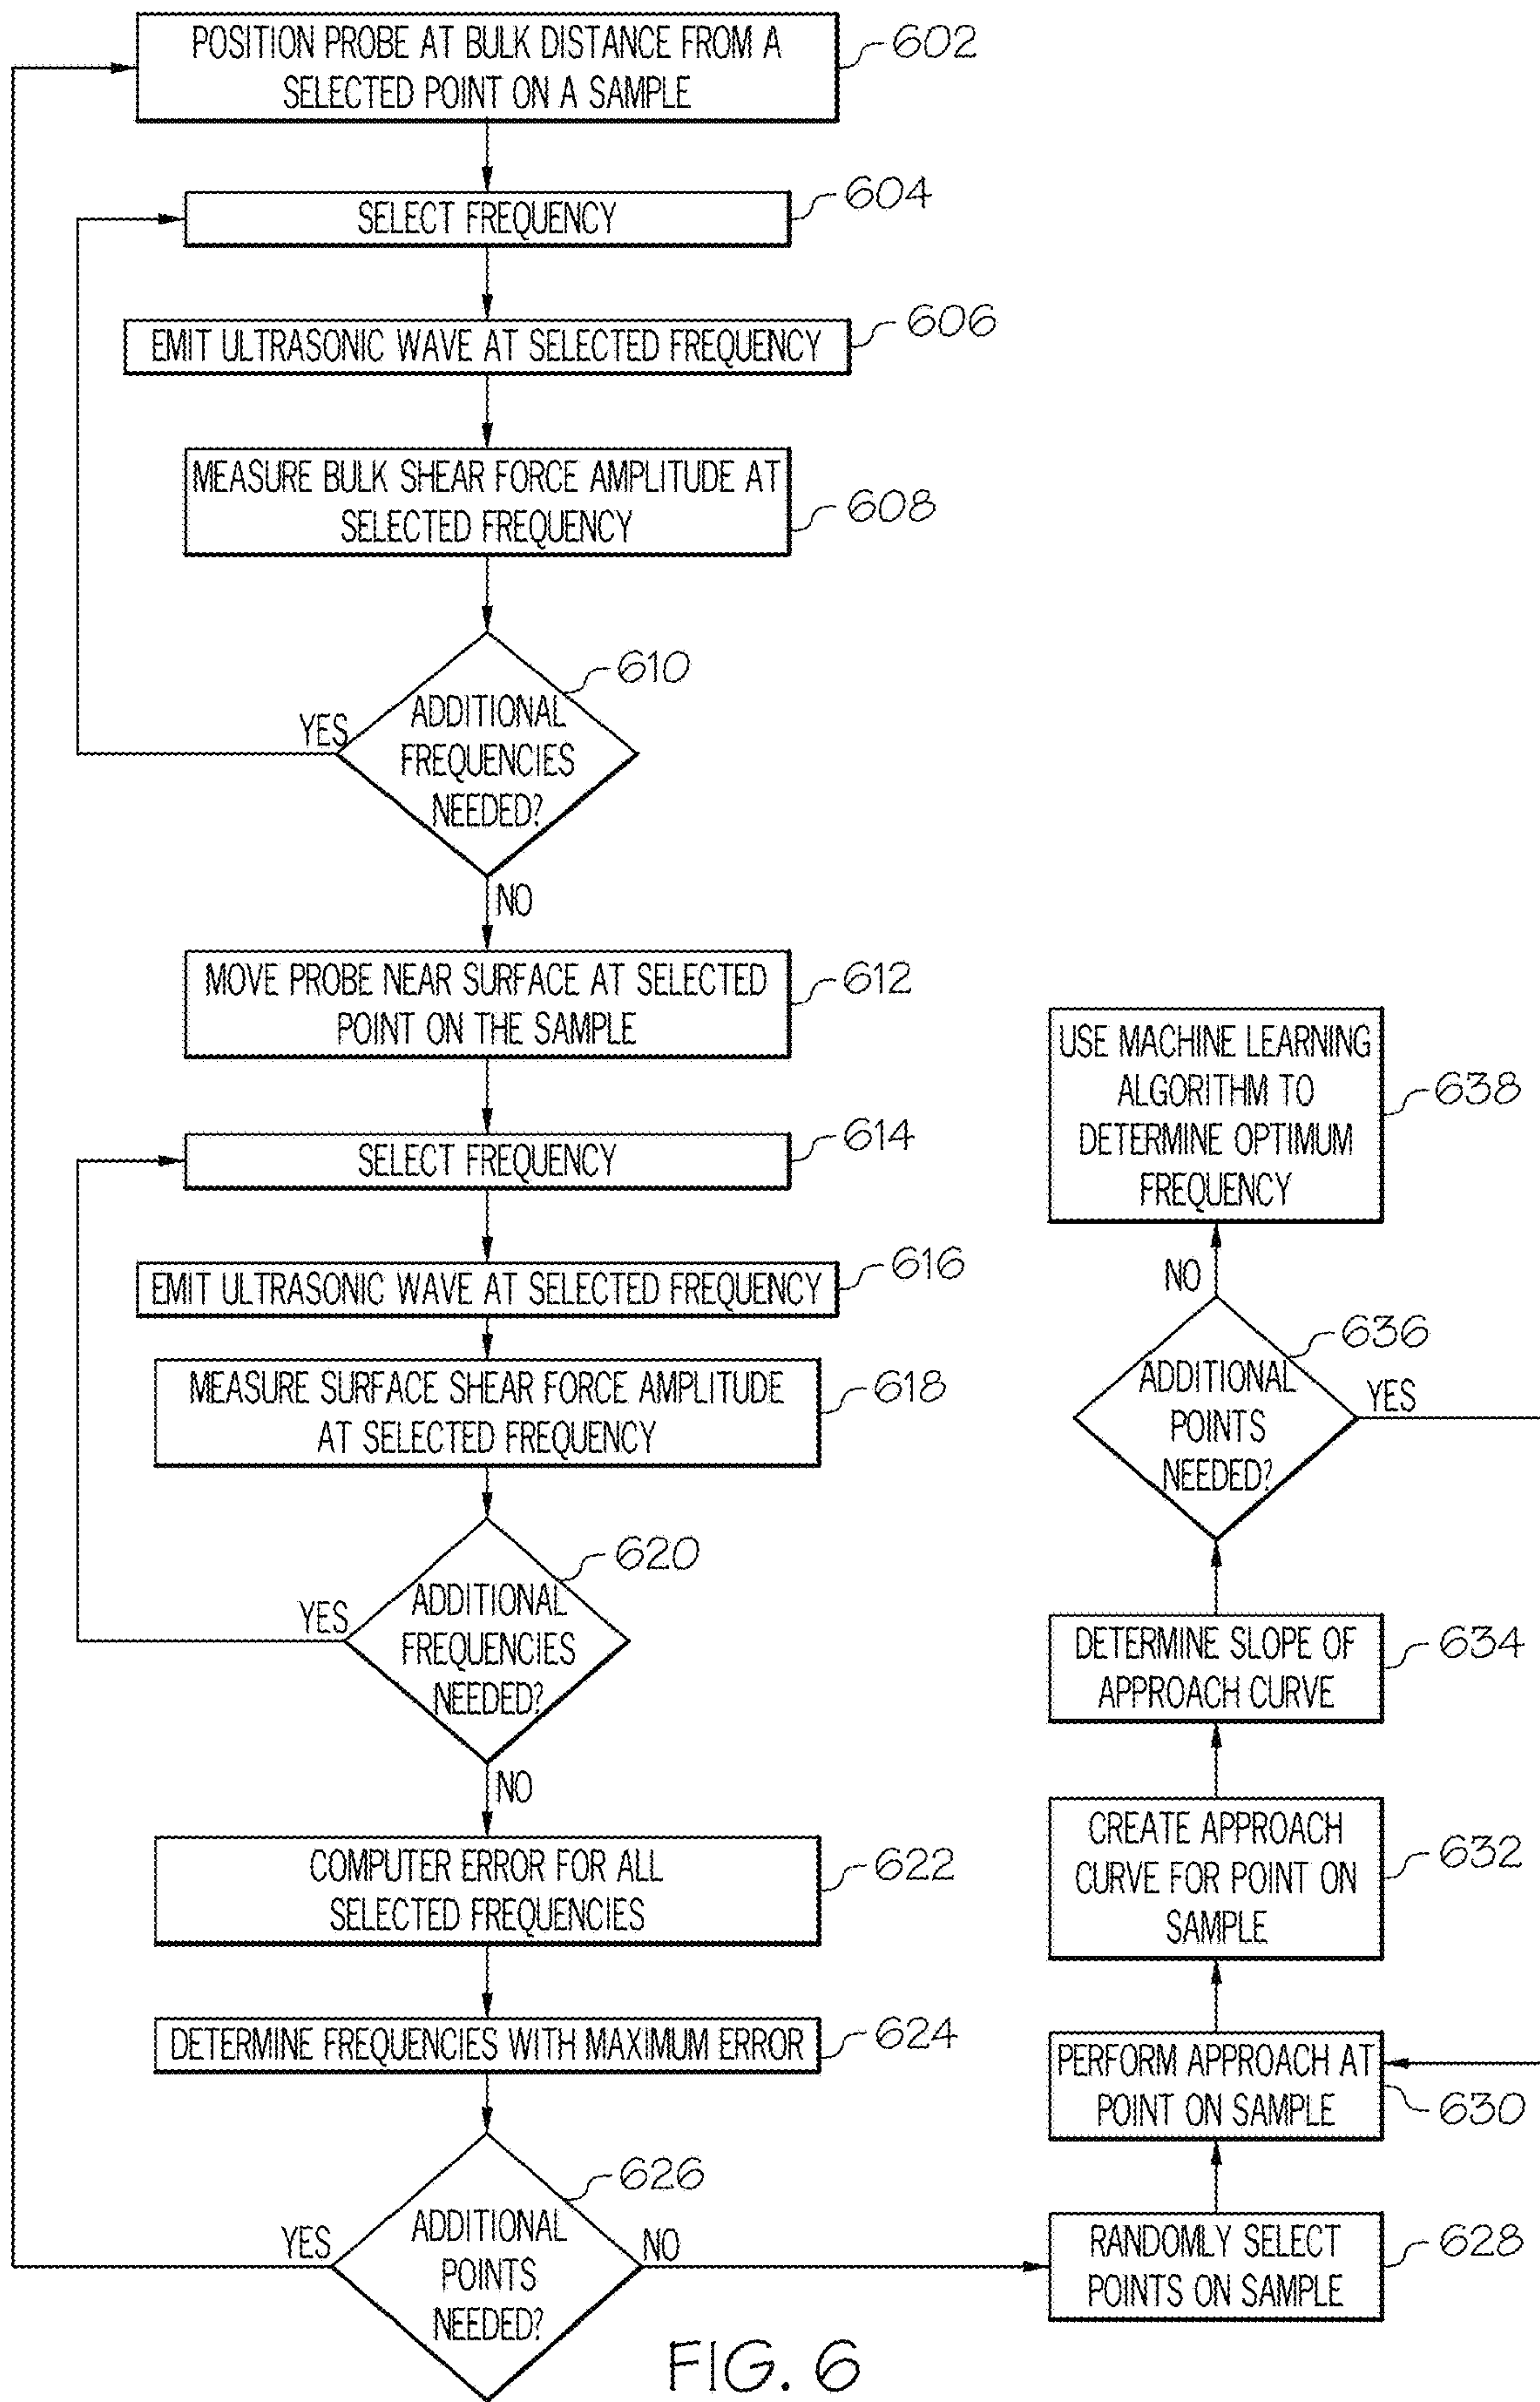 POSITION PROBE AT BULK DISTANCE FROM A
SELECTED POINT ON A SAMPLE
602
SELECT FREQUENCY
604
EMIT ULTRASONIC WAVE AT SELECTED FREQUENCY
606
MEASURE BULK SHEAR FORCE AMPLITUDE AT
SELECTED FREQUENCY
608
610
ADDITIONAL
FREQUENCIES
NEEDED?
YES
NO
MOVE PROBE NEAR SURFACE AT SELECTED
POINT ON THE SAMPLE
612
SELECT FREQUENCY
614
EMIT ULTRASONIC WAVE AT SELECTED FREQUENCY
616
MEASURE SURFACE SHEAR FORCE AMPLITUDE
AT SELECTED FREQUENCY
618
620
ADDITIONAL
FREQUENCIES
NEEDED?
YES
NO
COMPUTER ERROR FOR ALL
SELECTED FREQUENCIES
622
DETERMINE FREQUENCIES WITH MAXIMUM ERROR
624
626
ADDITIONAL
POINTS
NEEDED?
YES
NO
RANDOMLY SELECT
POINTS ON SAMPLE
628
PERFORM APPROACH AT
POINT ON SAMPLE
630
CREATE APPROACH
CURVE FOR POINT ON
SAMPLE
632
DETERMINE SLOPE OF
APPROACH CURVE
634
636
ADDITIONAL
POINTS
NEEDED?
YES
NO
USE MACHINE LEARNING
ALGORITHM TO
DETERMINE OPTIMUM
FREQUENCY
638
FIG. 6